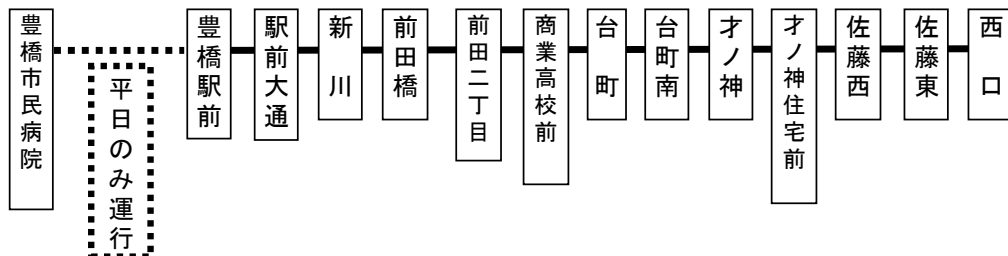 豊橋市民病院
平日のみ運行
豊橋駅前
駅前大通
新川
前田橋
前田二丁目
商業高校前
台町
台町南
才ノ神
才ノ神住宅前
佐藤西
佐藤東
西口